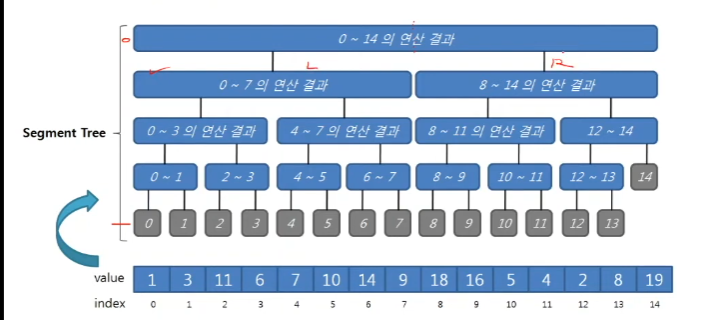 0 ~ 14 의 연산 결과
L
R
0 ~ 7 의 연산 결과
8 ~ 14 의 연산 결과
Segment Tree
0 ~ 3 의 연산 결과
4 ~ 7 의 연산 결과
8 ~ 11 의 연산 결과
12 ~ 14
0 ~ 1
2 ~ 3
4 ~ 5
6 ~ 7
8 ~ 9
10 ~ 11
12 ~ 13
14
0 1 2 3 4 5 6 7 8 9 10 11 12 13
value 1 3 11 6 7 10 14 9 18 16 5 4 2 8 19
index 0 1 2 3 4 5 6 7 8 9 10 11 12 13 14